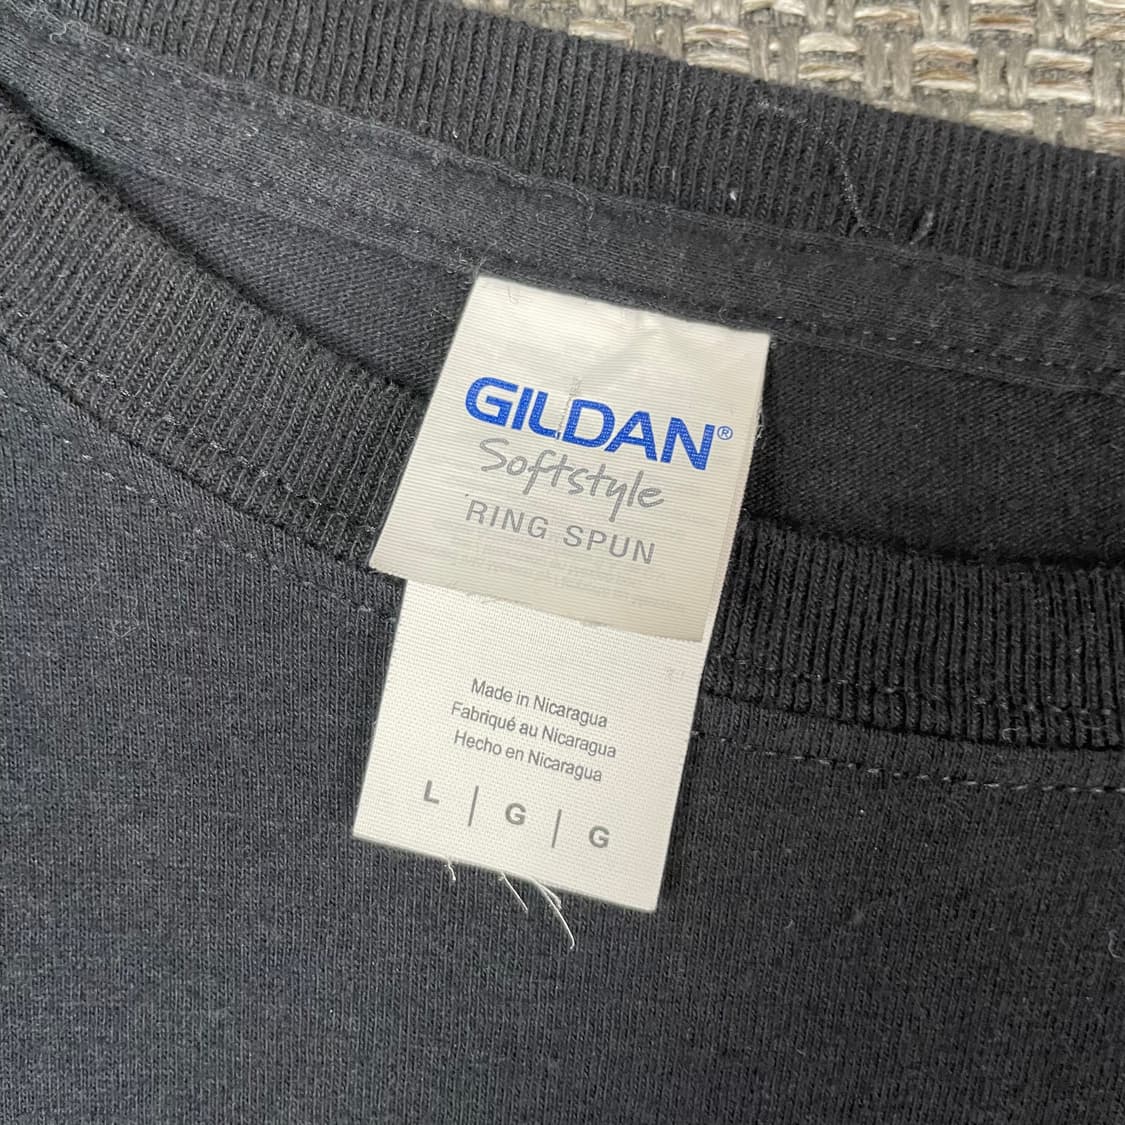 GILDAN®
Softstyle
RING SPUN
Made in Nicaragua
Fabriqué au Nicaragua
Hecho en Nicaragua
L | G | G